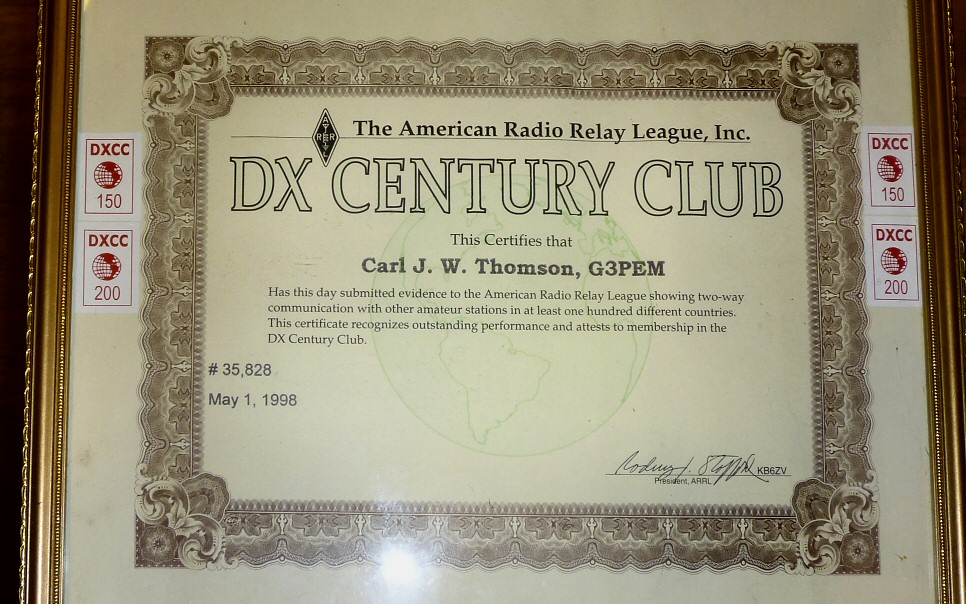 The American Radio Relay League, Inc.
DX CENTURY CLUB
This Certifies that
Carl J. W. Thomson, G3PEM
Has this day submitted evidence to the American Radio Relay League showing two-way
communication with other amateur stations in at least one hundred different countries.
This certificate recognizes outstanding performance and attests to membership in the
DX Century Club.
# 35,828
May 1, 1998
KB6ZV
President, ARRL
DXCC
150
DXCC
200
DXCC
150
DXCC
200